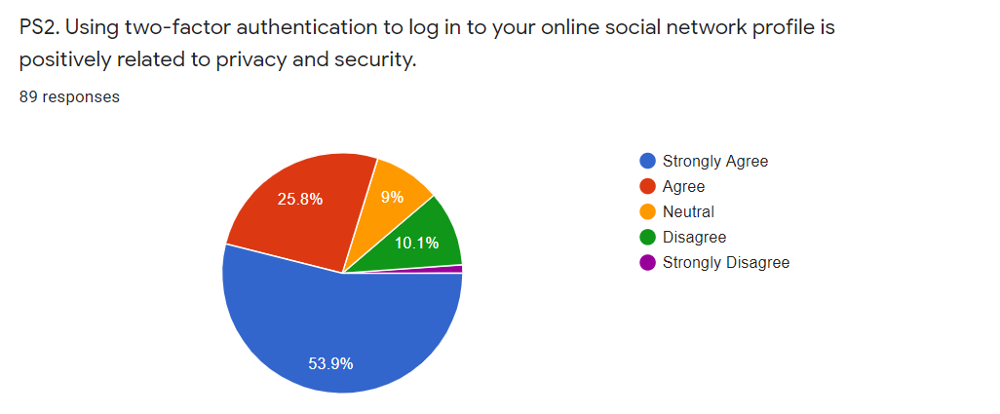 PS2. Using two-factor authentication to log in to your online social network profile is
positively related to privacy and security.
89 responses
25.8%
9%
10.1%
53.9%
Strongly Agree
Agree
Neutral
Disagree
Strongly Disagree